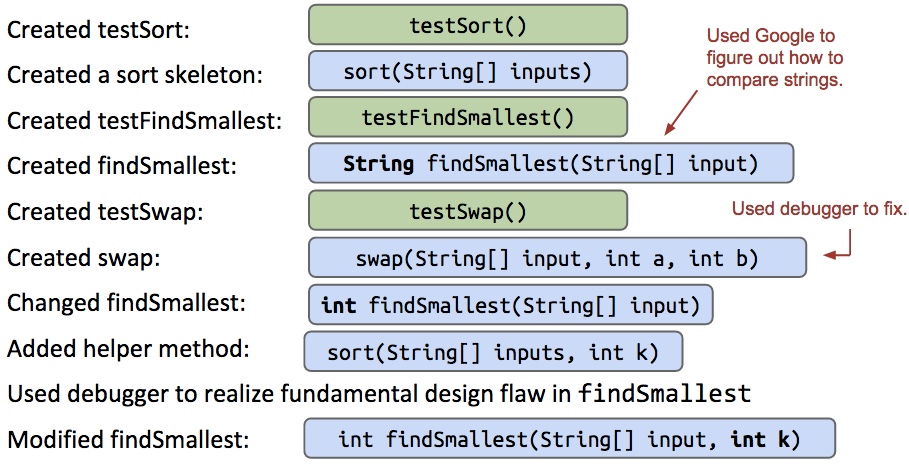 Created testSort: testSort()
Used Google to
figure out how to
compare strings.
Created a sort skeleton: sort(String[] inputs)
Created testFindSmallest: testFindSmallest()
Created findSmallest: String findSmallest(String[] input)
Created testSwap: testSwap()
Used debugger to fix.
Created swap: swap(String[] input, int a, int b)
Changed findSmallest: int findSmallest(String[] input)
Added helper method: sort(String[] inputs, int k)
Used debugger to realize fundamental design flaw in findSmallest
Modified findSmallest: int findSmallest(String[] input, int k)